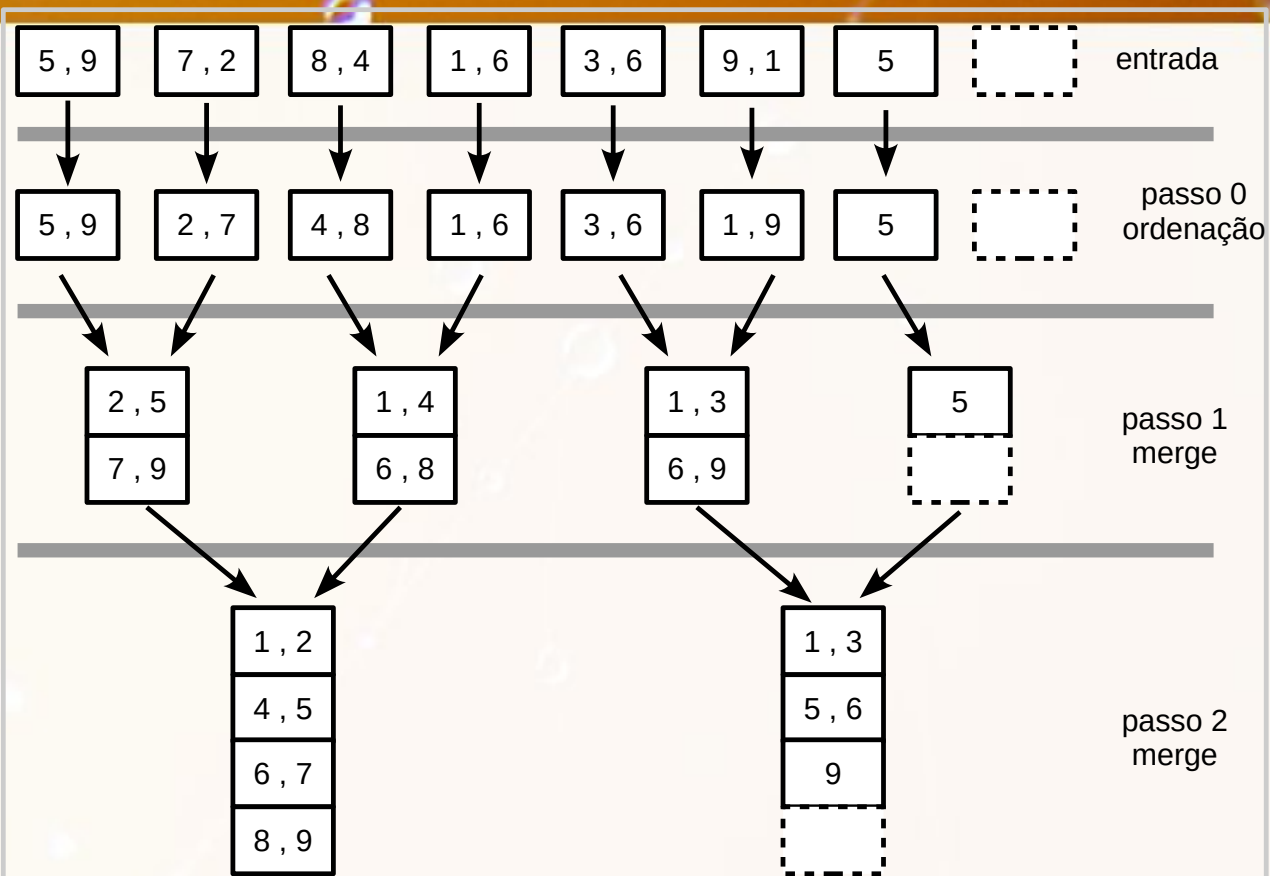 5 , 9 7 , 2 8 , 4 1 , 6 3 , 6 9 , 1 5 entrada
5 , 9 2 , 7 4 , 8 1 , 6 3 , 6 1 , 9 5 passo 0
ordenação
2 , 5 1 , 4 1 , 3 5 passo 1
7 , 9 6 , 8 6 , 9 merge
1 , 2 1 , 3
4 , 5 5 , 6 passo 2
6 , 7 9 merge
8 , 9